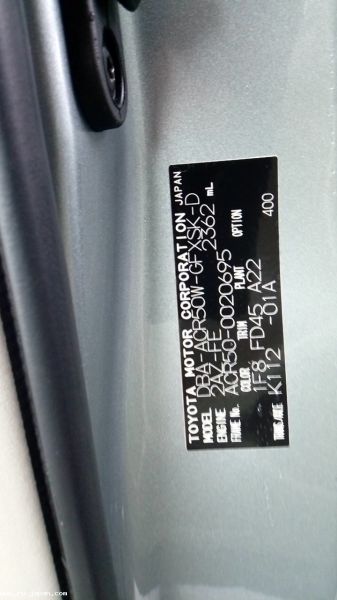 TOYOTA MOTOR CORPORATION JAPAN
MODEL DBA-ACR50W-GFXSK-D
ENGINE 2AZ-FE 2362 mL
FRAME No. ACR50-0020695
COLOR TRIM PLANT OPTION
1F8 FD45 A22 400
TRANS./AXLE K112 -01A